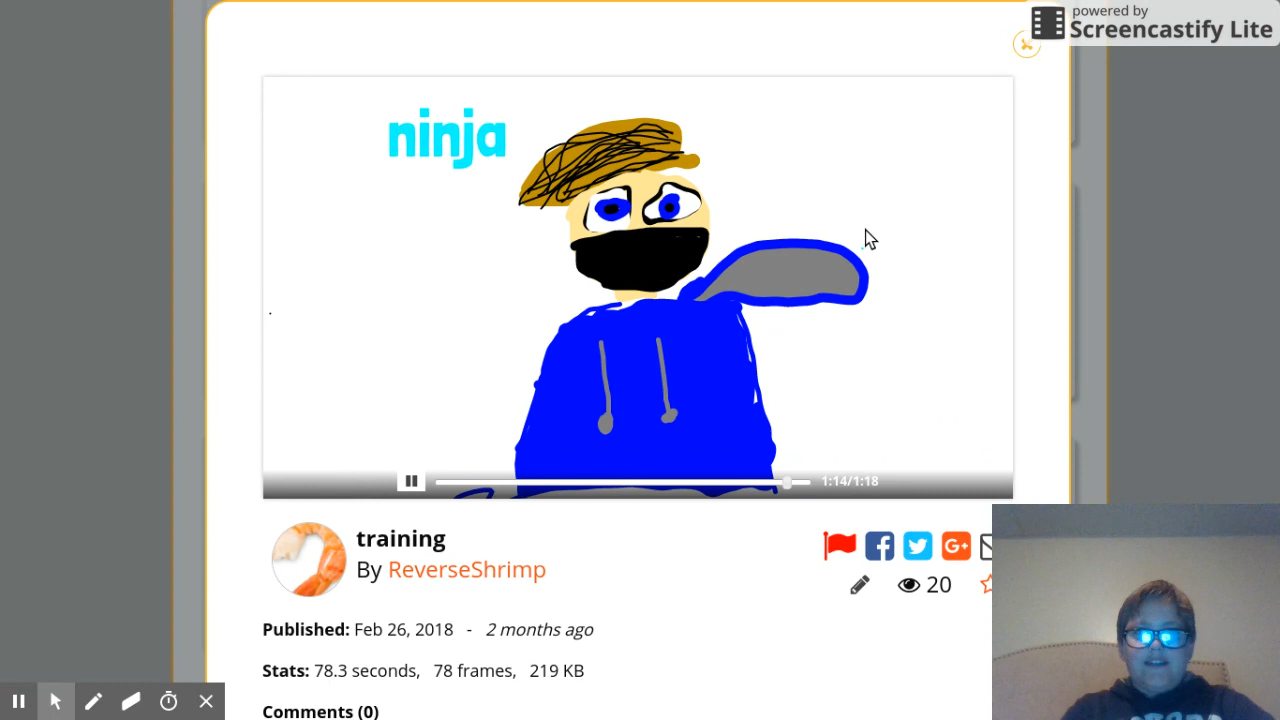 powered by
Screencastify Lite
ninja
1:14/1:18
training
By ReverseShrimp
G+
20
Published: Feb 26, 2018 - 2 months ago
Stats: 78.3 seconds, 78 frames, 219 KB
Comments (0)